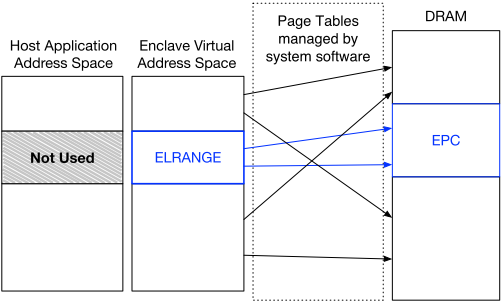 Host Application
Address Space
Enclave Virtual
Address Space
Page Tables
managed by
system software
DRAM
Not Used
ELRANGE
EPC